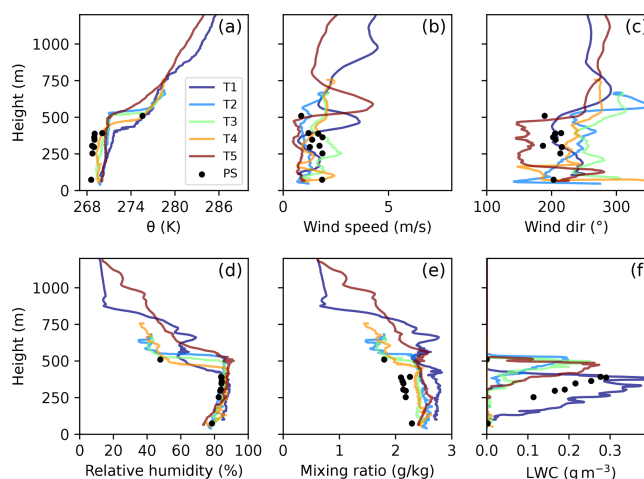 (a) (b) (c)
1000
750
500
250
0
Height (m)
T1
T2
T3
T4
T5
PS
268 276 280 286
θ (K)
0 5
Wind speed (m/s)
100 200 300
Wind dir (°)
(d) (e) (f
1000
750
500
250
0
Height (m)
0 20 40 60 80 100
Relative humidity (%)
0 1 2 3
Mixing ratio (g/kg)
0.0 0.1 0.2 0.3
LWC (g m⁻³)